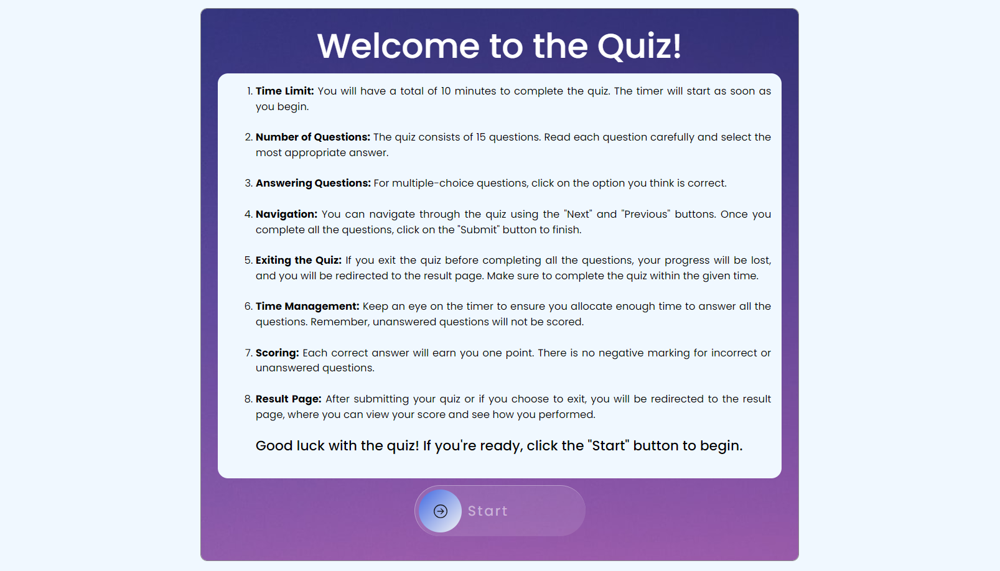 Welcome to the Quiz!
1. Time Limit: You will have a total of 10 minutes to complete the quiz. The timer will start as soon as
you begin.
2. Number of Questions: The quiz consists of 15 questions. Read each question carefully and select the
most appropriate answer.
3. Answering Questions: For multiple-choice questions, click on the option you think is correct.
4. Navigation: You can navigate through the quiz using the "Next" and "Previous" buttons. Once you
complete all the questions, click on the "Submit" button to finish.
5. Exiting the Quiz: If you exit the quiz before completing all the questions, your progress will be lost,
and you will be redirected to the result page. Make sure to complete the quiz within the given time.
6. Time Management: Keep an eye on the timer to ensure you allocate enough time to answer all the
questions. Remember, unanswered questions will not be scored.
7. Scoring: Each correct answer will earn you one point. There is no negative marking for incorrect or
unanswered questions.
8. Result Page: After submitting your quiz or if you choose to exit, you will be redirected to the result
page, where you can view your score and see how you performed.
Good luck with the quiz! If you're ready, click the "Start" button to begin.
Start